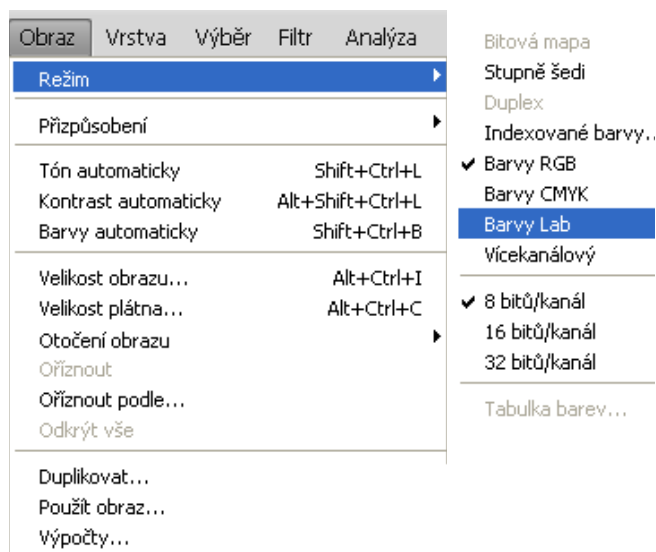 Obraz Vrstva Výběr Filtr Analýza
Režim
Přizpůsobení
Tón automaticky Shift+Ctrl+L
Kontrast automaticky Alt+Shift+Ctrl+L
Barvy automaticky Shift+Ctrl+B
Velikost obrazu... Alt+Ctrl+I
Velikost plátna... Alt+Ctrl+C
Otočení obrazu
Oříznout
Oříznout podle...
Odkrýt vše
Duplikovat...
Použít obraz...
Výpočty...
Bitová mapa
Stupně šedi
Duplex
Indexované barvy..
Barvy RGB
Barvy CMYK
Barvy Lab
Vícekanálový
8 bitů/kanál
16 bitů/kanál
32 bitů/kanál
Tabulka barev...